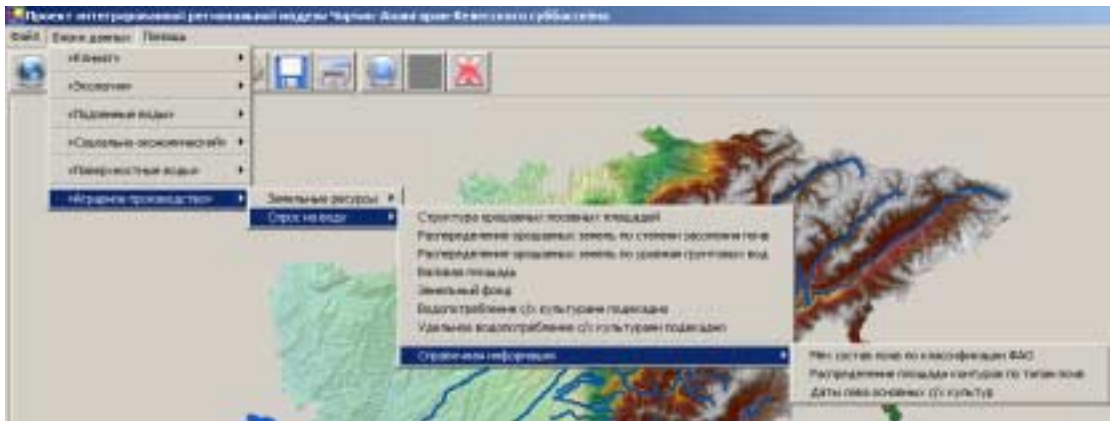 Проект интегрированной региональной модели Чирчик-Ахангаран-Келесского суббассейна
Файл Блоки данных Помощь
«Климат»
«Экология»
«Подземные воды»
«Социально-экономический»
«Поверхностные воды»
«Аграрное производство»
Земельные ресурсы
Спрос на воду
Структура орошаемых посевных площадей
Распределение орошаемых земель по степени засоления почв
Распределение орошаемых земель по уровням грунтовых вод
Валовая площадь
Земельный фонд
Водопотребление с/х культурами подекадно
Удельное водопотребление с/х культурами подекадно
Справочная информация
Мех состав почв по классификации ФАО
Распределение площади контуров по типам почв
Даты сева основных с/х культур